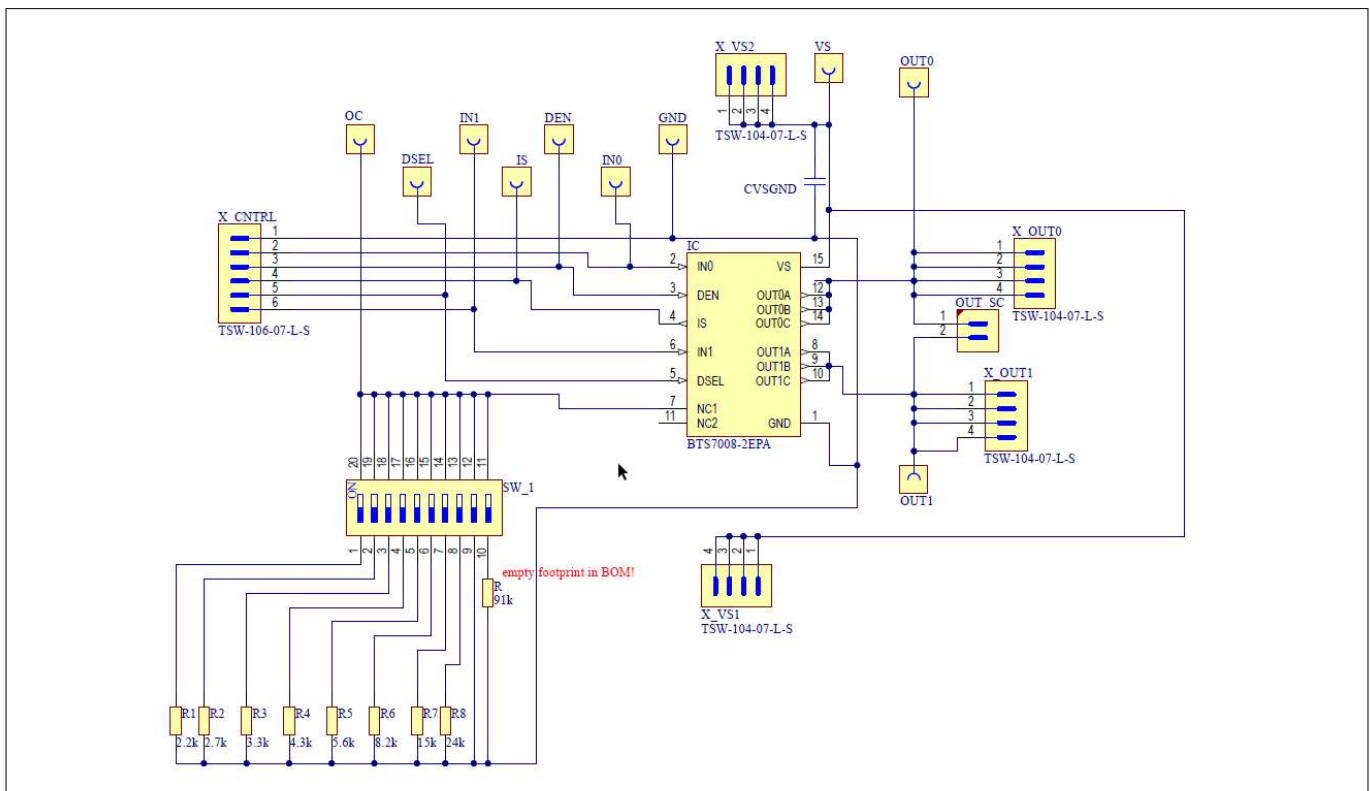 X_VS2
VS
OUT0
1
2
3
4
TSW-104-07-L-S
OC
IN1
DEN
GND
DSEL
IS
IN0
CVSGND
X_CNTRL
1
2
3
4
5
6
TSW-106-07-L-S
IC
2 IN0 VS 15
3 DEN OUT0A 12
OUT0B 13
4 IS OUT0C 14
6 IN1 OUT1A 8
OUT1B 9
5 DSEL OUT1C 10
7 NC1
11 NC2 GND 1
BTS7008-2EPA
X_OUT0
1
2
3
4
TSW-104-07-L-S
OUT_SC
1
2
X_OUT1
1
2
3
4
TSW-104-07-L-S
OUT1
20 19 18 17 16 15 14 13 12 11
ON
SW_1
1 2 3 4 5 6 7 8 9 10
empty footprint in BOM!
R
91k
4 3 2 1
X_VS1
TSW-104-07-L-S
R1 R2 R3 R4 R5 R6 R7 R8
2.2k 2.7k 3.3k 4.3k 5.6k 8.2k 15k 24k